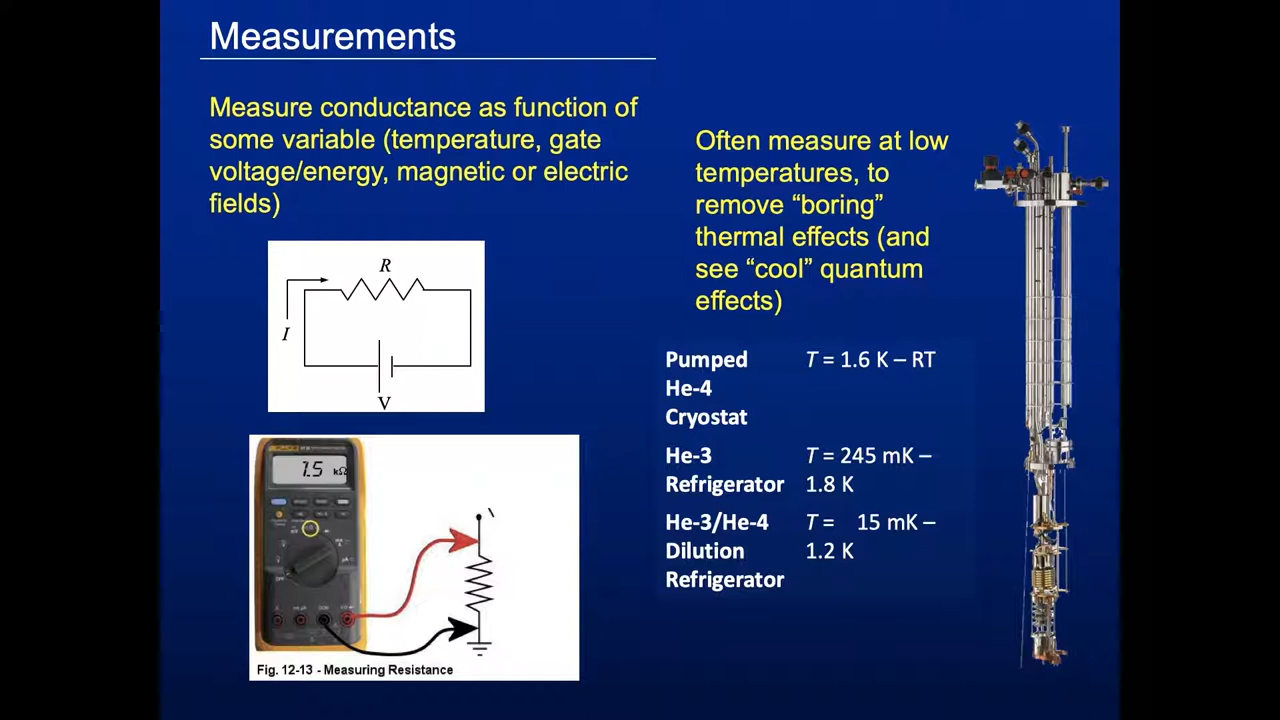 Measurements
Measure conductance as function of
some variable (temperature, gate
voltage/energy, magnetic or electric
fields)
R
I
V
7.5 kΩ
Fig. 12-13 - Measuring Resistance
Often measure at low
temperatures, to
remove “boring”
thermal effects (and
see “cool” quantum
effects)
Pumped T = 1.6 K – RT
He-4
Cryostat
He-3 T = 245 mK –
Refrigerator 1.8 K
He-3/He-4 T = 15 mK –
Dilution 1.2 K
Refrigerator